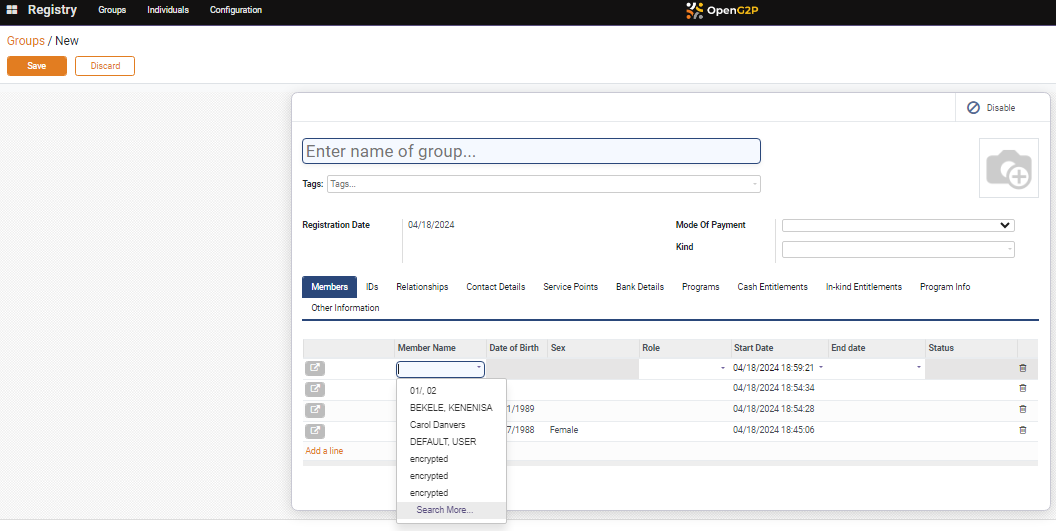 Registry Groups Individuals Configuration OpenG2P
Groups / New
Save Discard
Disable
Enter name of group...
Tags: Tags...
Registration Date 04/18/2024 Mode Of Payment
Kind
Members IDs Relationships Contact Details Service Points Bank Details Programs Cash Entitlements In-kind Entitlements Program Info
Other Information
Member Name Date of Birth Sex Role Start Date End date Status
04/18/2024 18:59:21
04/18/2024 18:54:34
1/1989 04/18/2024 18:54:28
7/1988 Female 04/18/2024 18:45:06
Add a line
01/, 02
BEKELE, KENENISA
Carol Danvers
DEFAULT, USER
encrypted
encrypted
encrypted
Search More...